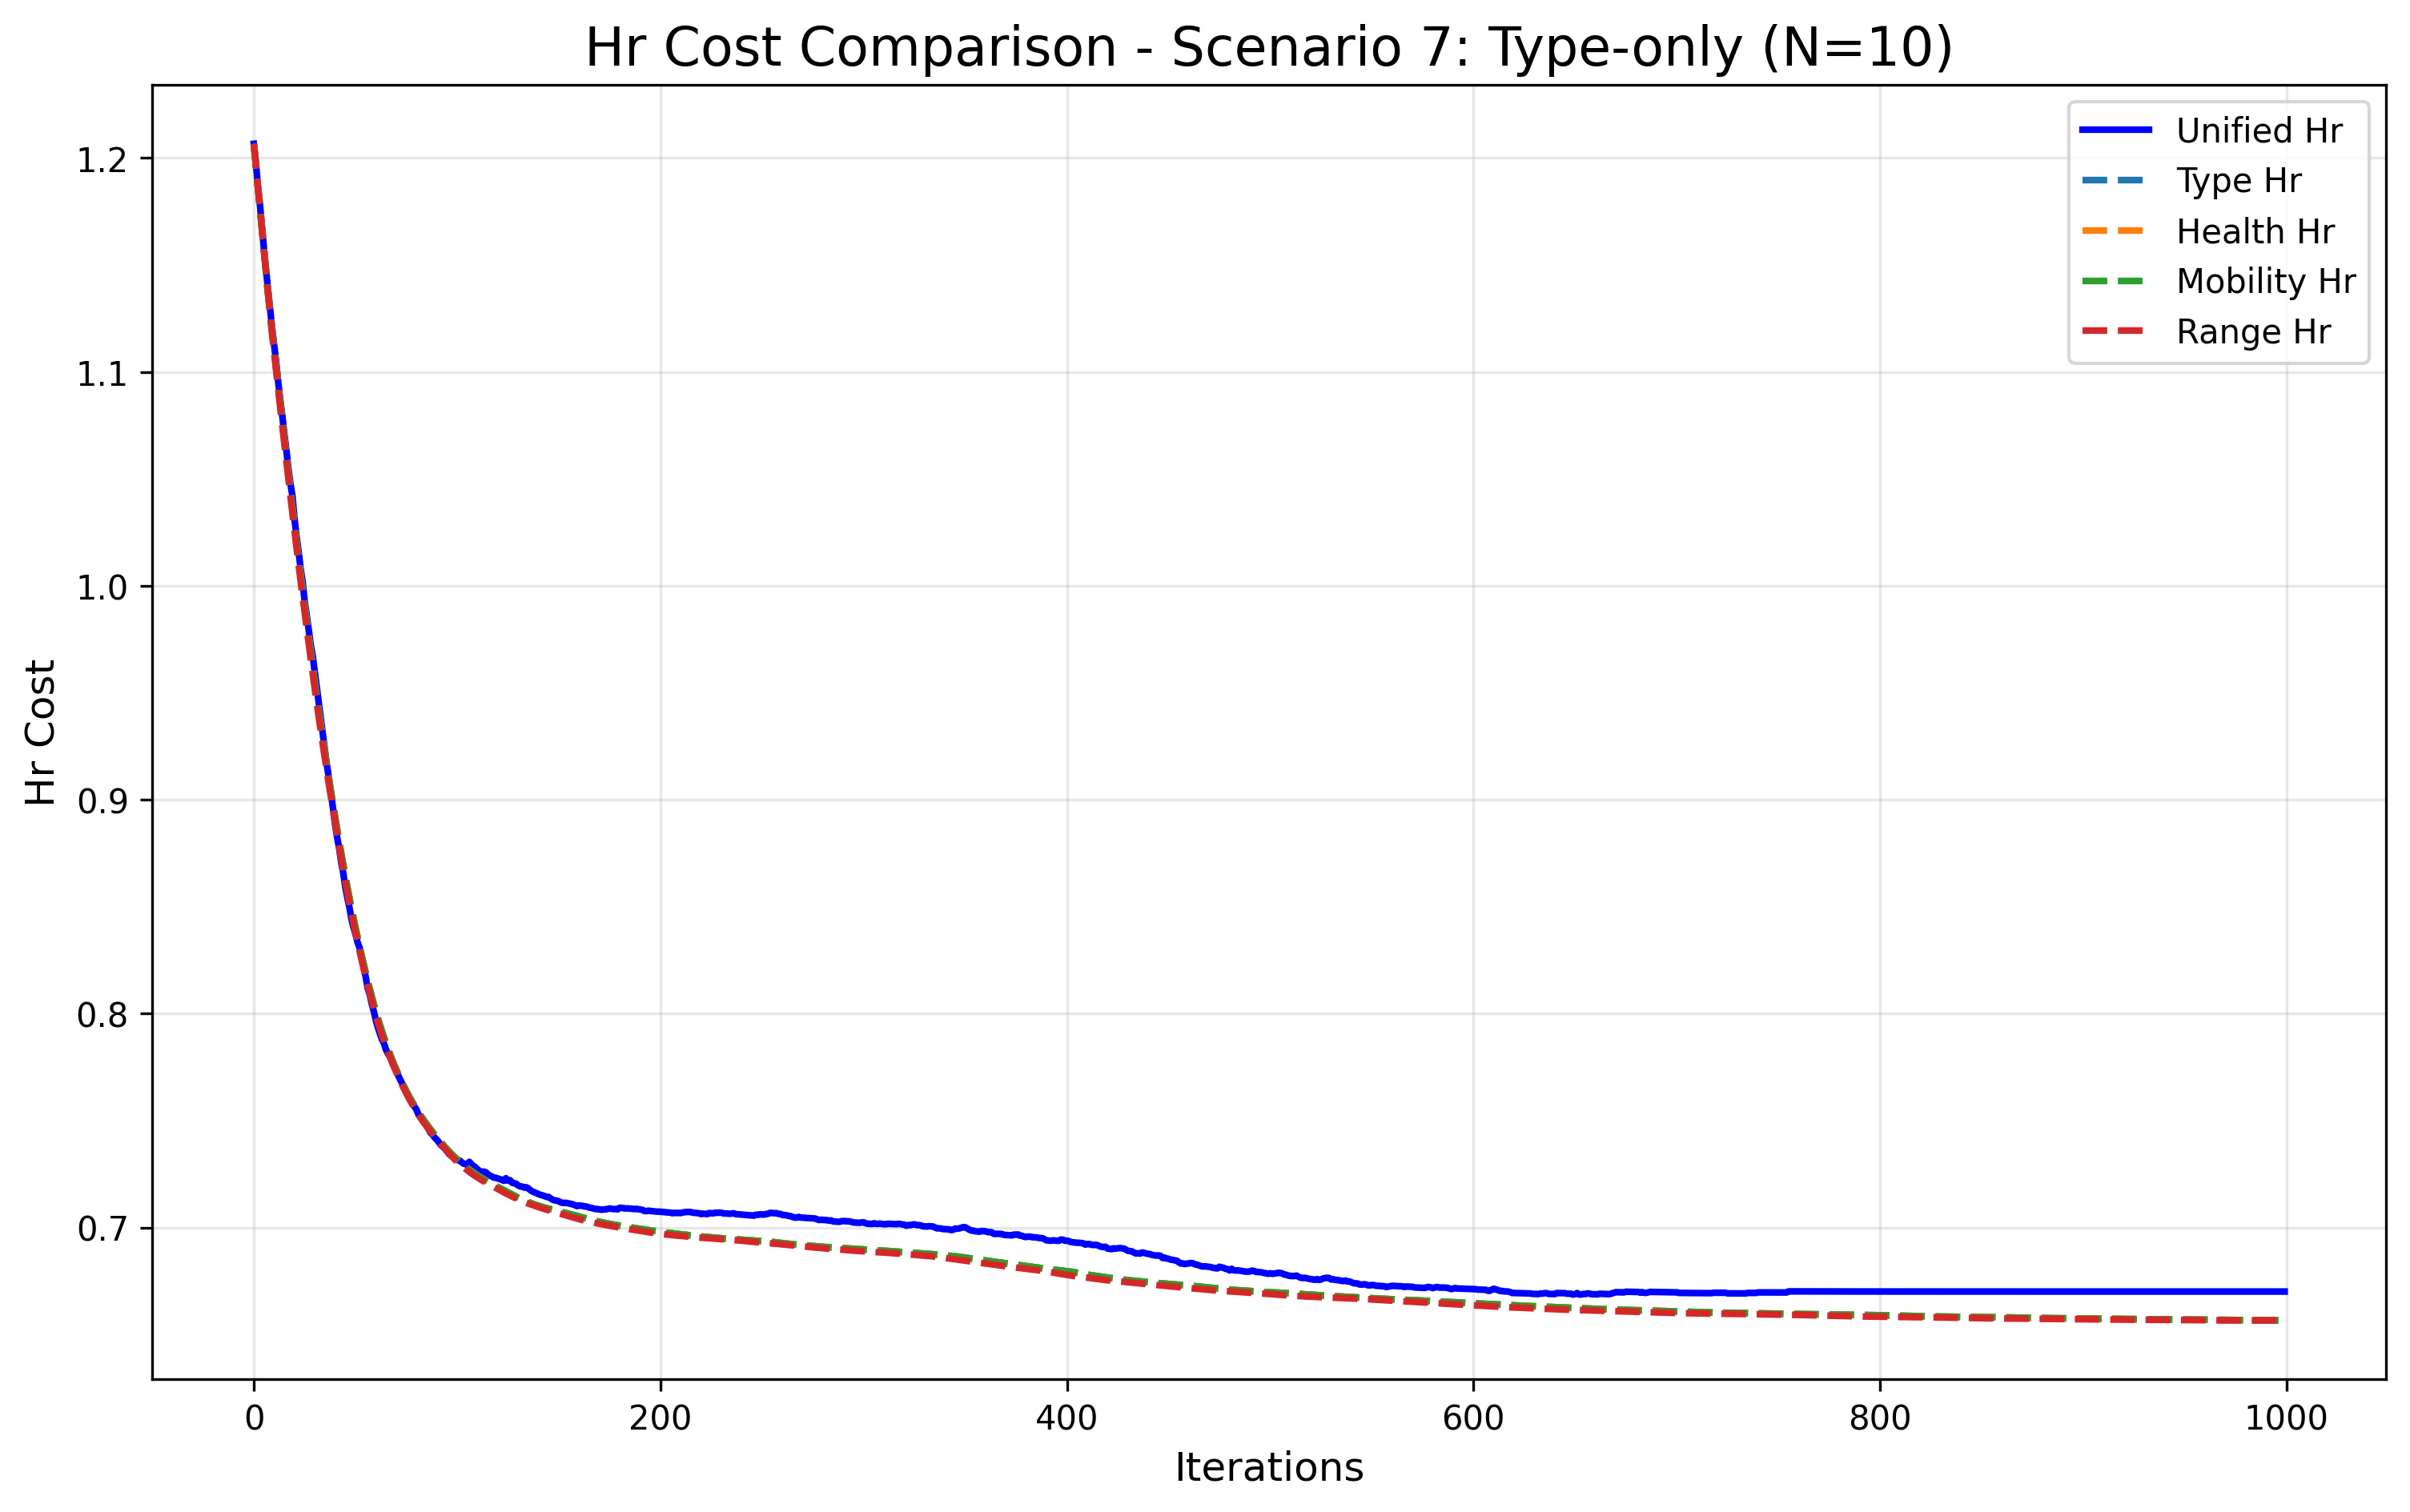 Hr Cost Comparison - Scenario 7: Type-only (N=10)
Unified Hr
Type Hr
Health Hr
Mobility Hr
Range Hr
Hr Cost
1.2
1.1
1.0
0.9
0.8
0.7
0 200 400 600 800 1000
Iterations